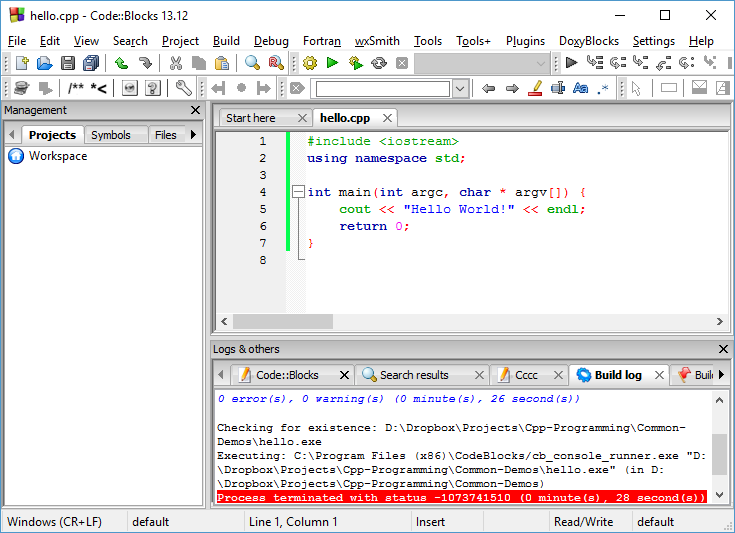 hello.cpp - Code::Blocks 13.12
File Edit View Search Project Build Debug Fortran wxSmith Tools Tools+ Plugins DoxyBlocks Settings Help
/** *<
Aa .*
Management
Projects Symbols Files
Workspace
Start here hello.cpp
1 #include <iostream>
2 using namespace std;
3
4 int main(int argc, char * argv[]) {
5 cout << "Hello World!" << endl;
6 return 0;
7 }
8
Logs & others
Code::Blocks Search results Cccc Build log Buil
0 error(s), 0 warning(s) (0 minute(s), 26 second(s))
Checking for existence: D:\Dropbox\Projects\Cpp-Programming\Common-
Demos\hello.exe
Executing: C:\Program Files (x86)\CodeBlocks/cb_console_runner.exe "D:
\Dropbox\Projects\Cpp-Programming\Common-Demos\hello.exe" (in D:
\Dropbox\Projects\Cpp-Programming\Common-Demos)
Process terminated with status -1073741510 (0 minute(s), 28 second(s))
Windows (CR+LF) default Line 1, Column 1 Insert Read/Write default